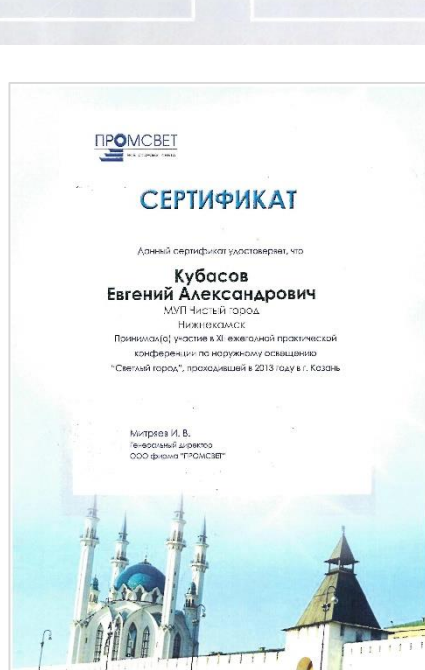 ПРОМСВЕТ
СЕРТИФИКАТ
Данный сертификат удостоверяет, что
Кубасов
Евгений Александрович
МУП Чистый город
Нижнекамск
Принимал(а) участие в XI ежегодной практической
конференции по наружному освещению
"Светлый город", проходившей в 2013 году в г. Казань
Митряев И. В.
Генеральный директор
ООО фирма "ПРОМСВЕТ"